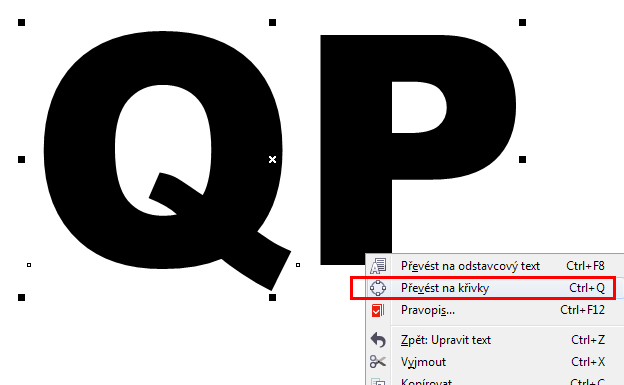 QP
Převést na odstavcový text Ctrl+F8
Převést na křivky Ctrl+Q
Pravopis... Ctrl+F12
Zpět: Upravit text Ctrl+Z
Vyjmout Ctrl+X
Kopírovat Ctrl+C